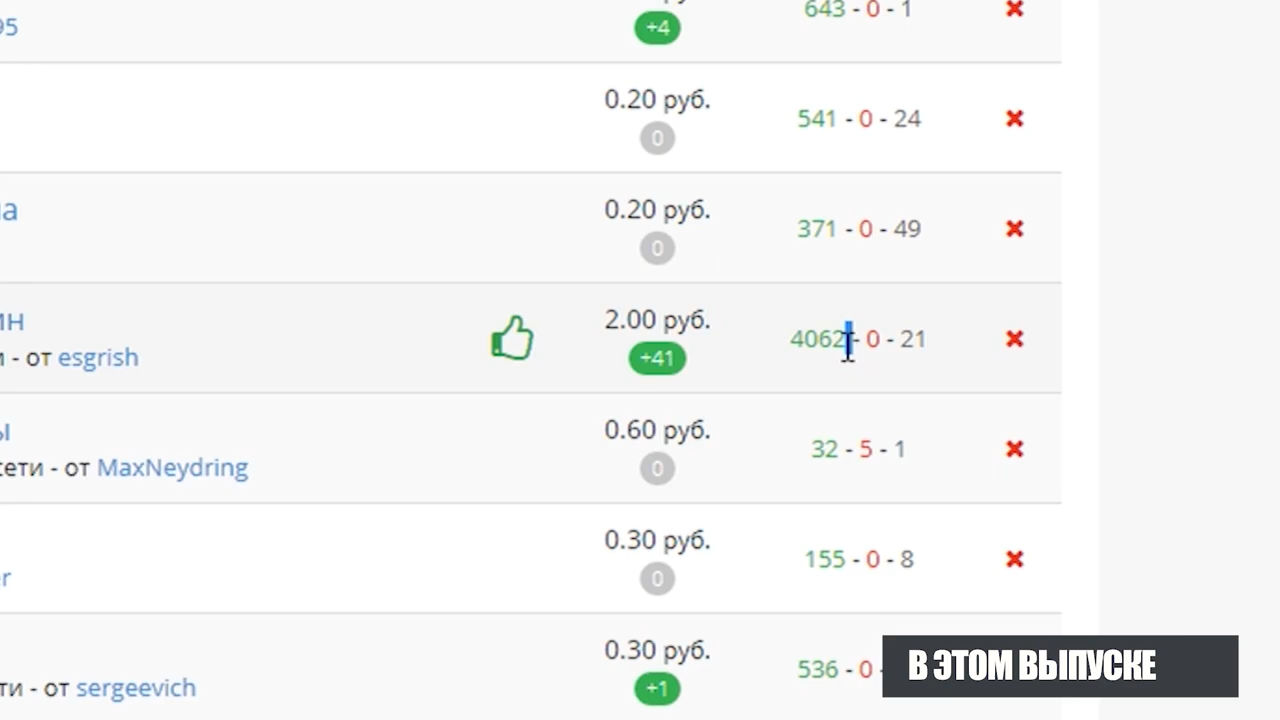 643 - 0 - 1
95
+4
0.20 руб.
541 - 0 - 24
0
0.20 руб.
371 - 0 - 49
0
2.00 руб.
4062 - 0 - 21
- от esgrish
+41
0.60 руб.
32 - 5 - 1
- от MaxNeydring
0
0.30 руб.
155 - 0 - 8
0
0.30 руб.
536 - 0
- от sergeevich
+1
В ЭТОМ ВЫПУСКЕ